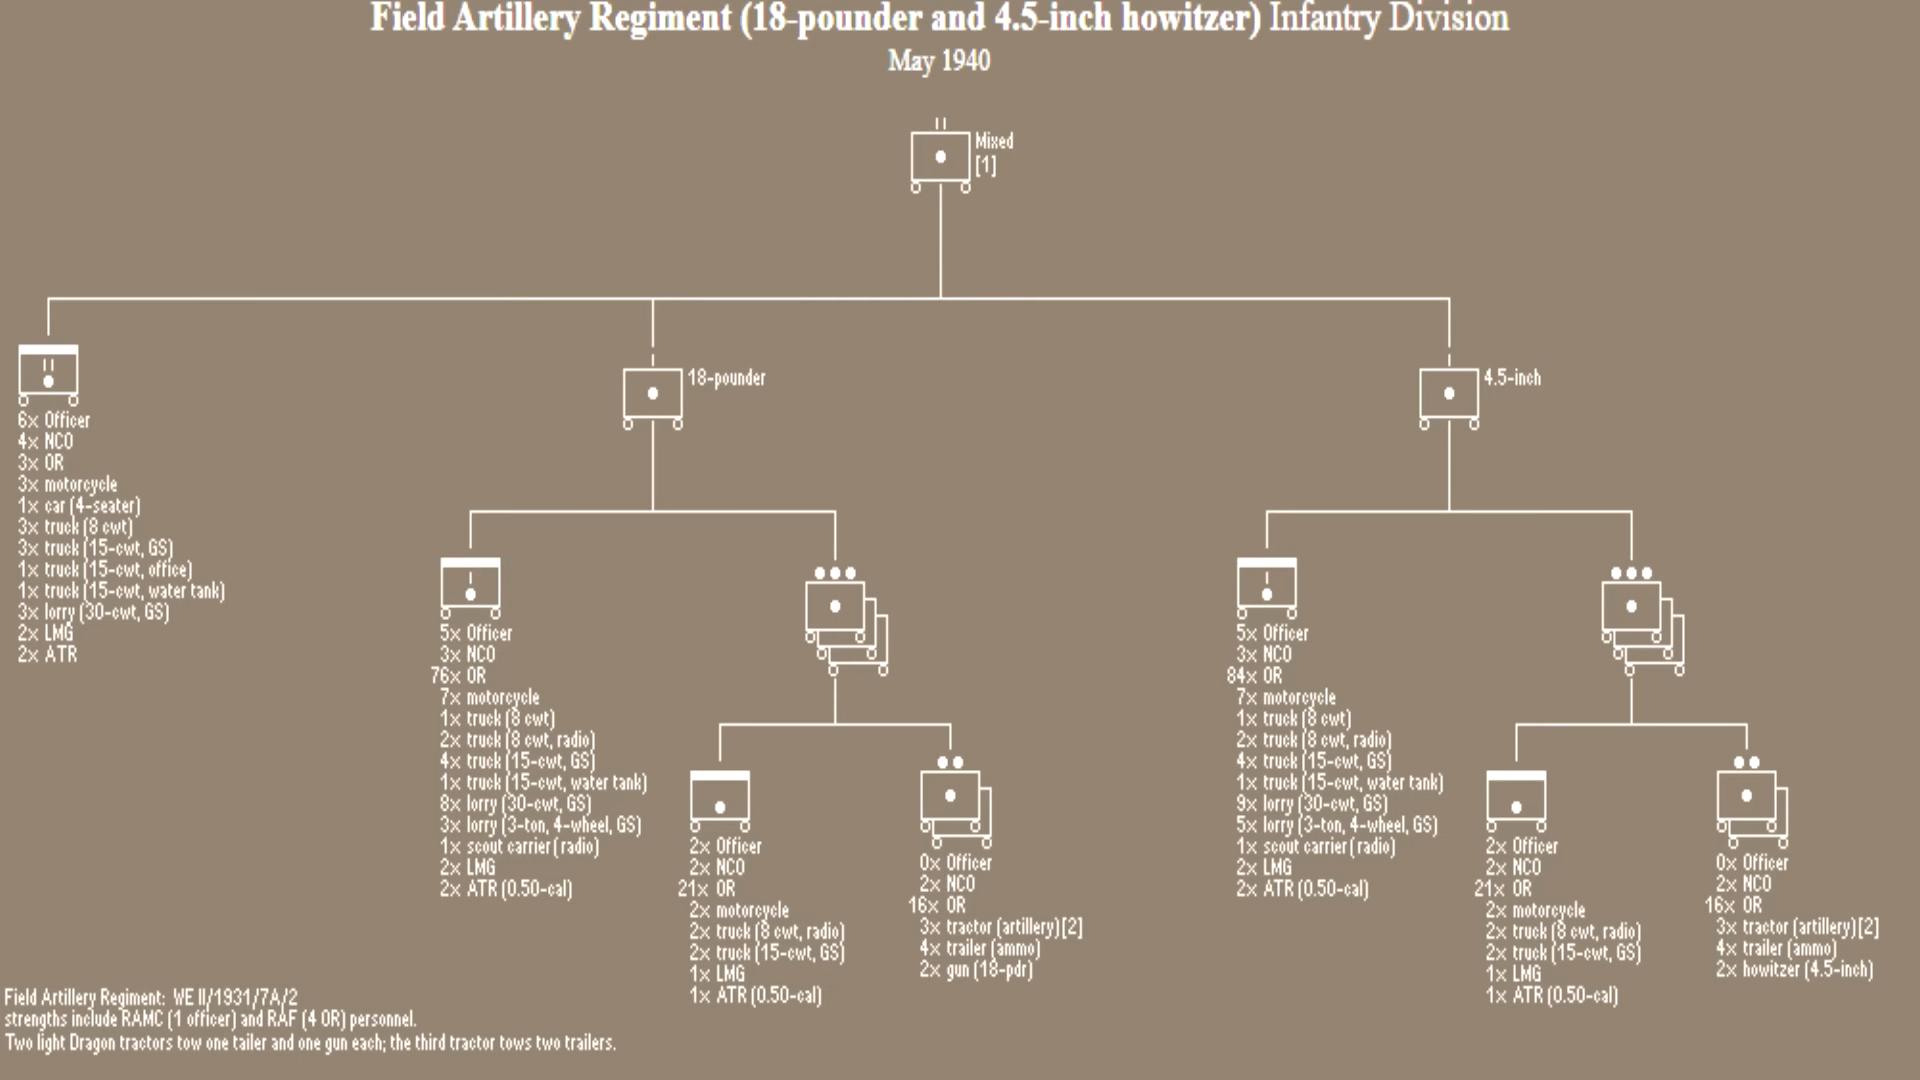 Field Artillery Regiment (18-pounder and 4.5-inch howitzer) Infantry Division
May 1940
Mixed
[1]
6x Officer
4x NCO
3x OR
3x motorcycle
1x car (4-seater)
3x truck (8 cwt)
3x truck (15-cwt, GS)
1x truck (15-cwt, office)
1x truck (15-cwt, water tank)
3x lorry (30-cwt, GS)
2x LMG
2x ATR
18-pounder
5x Officer
3x NCO
76x OR
7x motorcycle
1x truck (8 cwt)
2x truck (8 cwt, radio)
4x truck (15-cwt, GS)
1x truck (15-cwt, water tank)
8x lorry (30-cwt, GS)
3x lorry (3-ton, 4-wheel, GS)
1x scout carrier (radio)
2x LMG
2x ATR (0.50-cal)
2x Officer
2x NCO
21x OR
2x motorcycle
2x truck (8 cwt, radio)
2x truck (15-cwt, GS)
1x LMG
1x ATR (0.50-cal)
0x Officer
2x NCO
16x OR
3x tractor (artillery)[2]
4x trailer (ammo)
2x gun (18-pdr)
4.5-inch
5x Officer
3x NCO
84x OR
7x motorcycle
1x truck (8 cwt)
2x truck (8 cwt, radio)
4x truck (15-cwt, GS)
1x truck (15-cwt, water tank)
9x lorry (30-cwt, GS)
5x lorry (3-ton, 4-wheel, GS)
1x scout carrier (radio)
2x LMG
2x ATR (0.50-cal)
2x Officer
2x NCO
21x OR
2x motorcycle
2x truck (8 cwt, radio)
2x truck (15-cwt, GS)
1x LMG
1x ATR (0.50-cal)
0x Officer
2x NCO
16x OR
3x tractor (artillery)[2]
4x trailer (ammo)
2x howitzer (4.5-inch)
Field Artillery Regiment: WE II/1931/7A/2
strengths include RAMC (1 officer) and RAF (4 OR) personnel.
Two light Dragon tractors tow one tailer and one gun each; the third tractor tows two trailers.